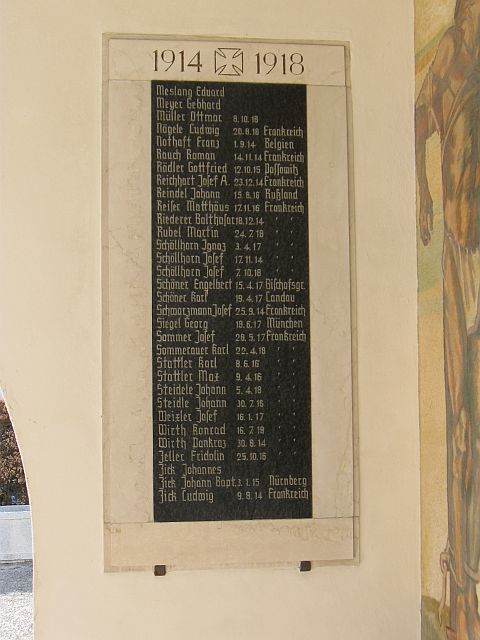 1914 1918
Meslang Eduard
Meyer Gebhard
Müller Ottmar 8.10.18
Nägele Ludwig 20.8.18 Frankreich
Nothaft Franz 1.9.14 Belgien
Rauch Roman 14.11.14 Frankreich
Rädler Gottfried 12.10.15 Possowitz
Reichhart Josef A. 23.12.14 Frankreich
Reindel Johann 15.8.16 Rußland
Reiser Matthäus 17.11.16 Frankreich
Riederer Balthasar 18.12.14 " "
Rubel Martin 24.7.18 " "
Schöllhorn Ignaz 3.4.17 " "
Schöllhorn Josef 17.11.14 " "
Schöllhorn Josef 7.10.18 " "
Schöner Engelbert 15.4.17 Bischofsgr.
Schöner Karl 19.4.17 Landau
Schwarzmann Josef 25.9.14 Frankreich
Siegel Georg 18.6.17 München
Sommer Josef 28.5.17 Frankreich
Sommerauer Karl 22.4.18 " "
Stattler Karl 8.6.16 " "
Stattler Max 9.4.16 " "
Steidele Johann 5.4.18 " "
Steidle Johann 30.7.16 " "
Weixler Josef 16.1.17 " "
Wirth Konrad 16.7.18 " "
Wirth Pankraz 30.8.14 " "
Zeller Fridolin 25.10.16 " "
Zick Johannes
Zick Johann Bapt. 3.1.15 Nürnberg
Zick Ludwig 9.9.14 Frankreich